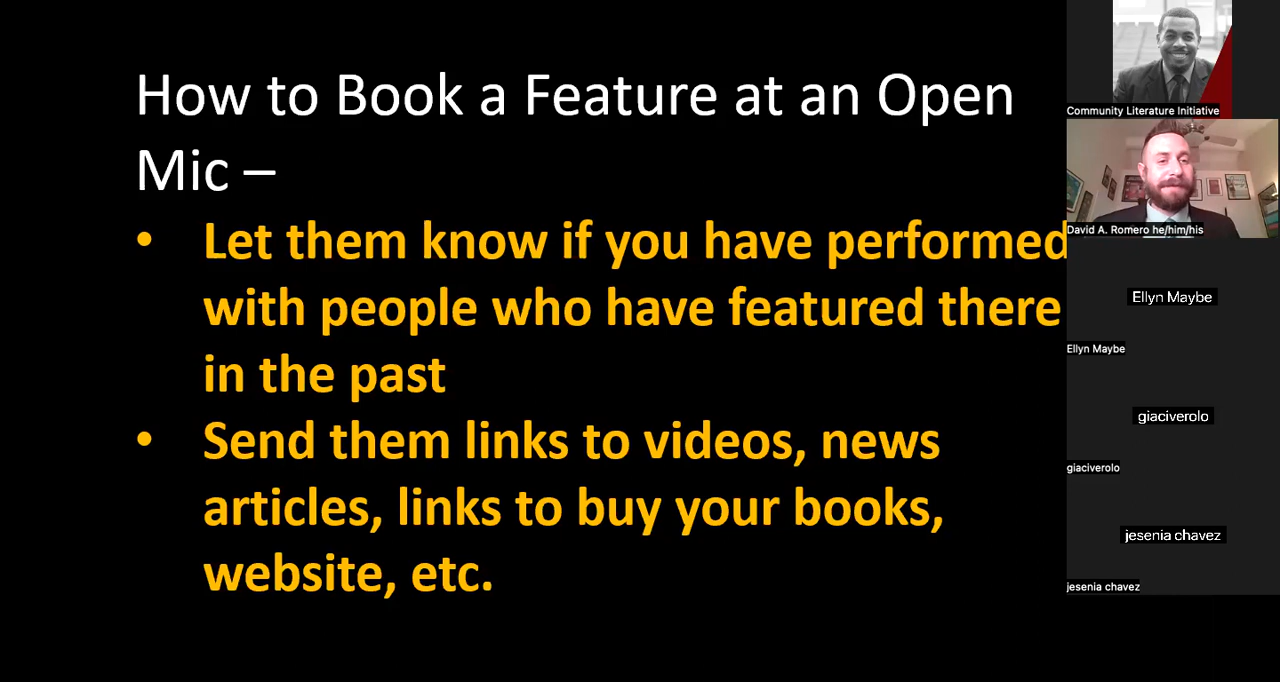 How to Book a Feature at an Open
Mic –
• Let them know if you have performed
with people who have featured there
in the past
• Send them links to videos, news
articles, links to buy your books,
website, etc.
Community Literature Initiative
David A. Romero he/him/his
Ellyn Maybe
Ellyn Maybe
giaciverolo
giaciverolo
jesenia chavez
jesenia chavez